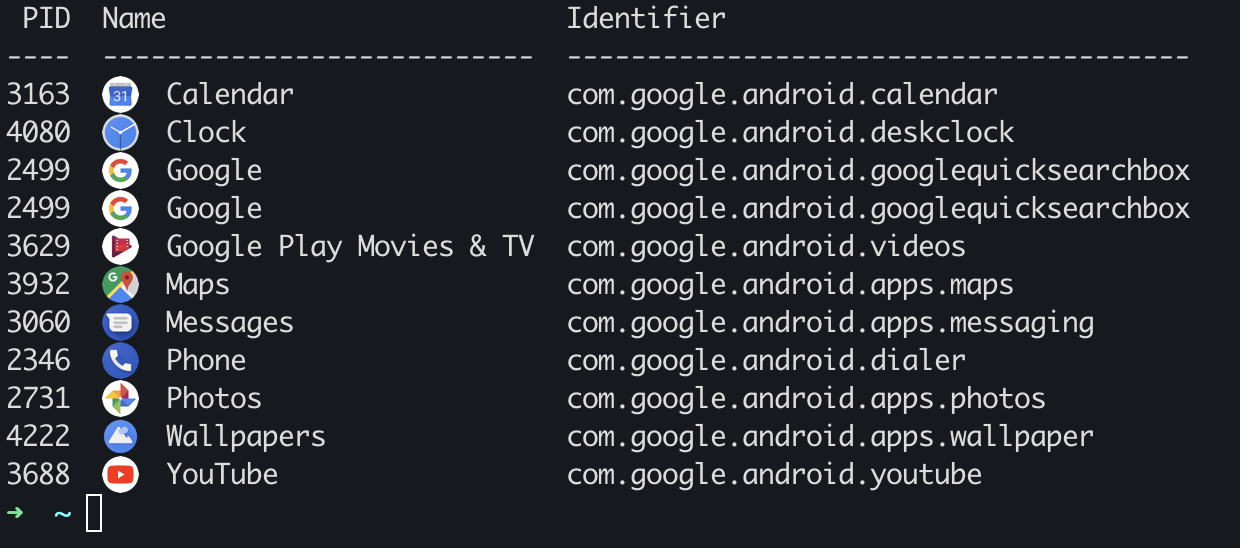 PID Name Identifier
---- --------------------------- ---------------------------------------
3163 31 Calendar com.google.android.calendar
4080 Clock com.google.android.deskclock
2499 G Google com.google.android.googlequicksearchbox
2499 G Google com.google.android.googlequicksearchbox
3629 Google Play Movies & TV com.google.android.videos
3932 G Maps com.google.android.apps.maps
3060 Messages com.google.android.apps.messaging
2346 Phone com.google.android.dialer
2731 Photos com.google.android.apps.photos
4222 Wallpapers com.google.android.apps.wallpaper
3688 YouTube com.google.android.youtube
➜ ~